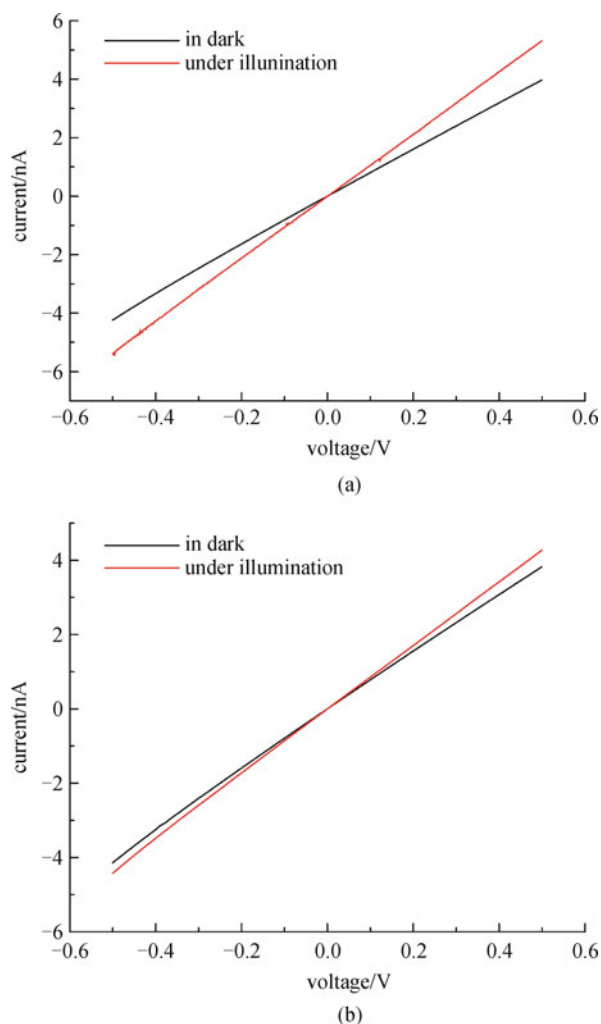 in dark
under illunination
4
2
0
−2
−4
−6
current/nA
−0.6 −0.4 −0.2 0.0 0.2 0.4 0.6
voltage/V
(a)
in dark
under illumination
4
2
0
−2
−4
−6
current/nA
−0.6 −0.4 −0.2 0.0 0.2 0.4 0.6
voltage/V
(b)